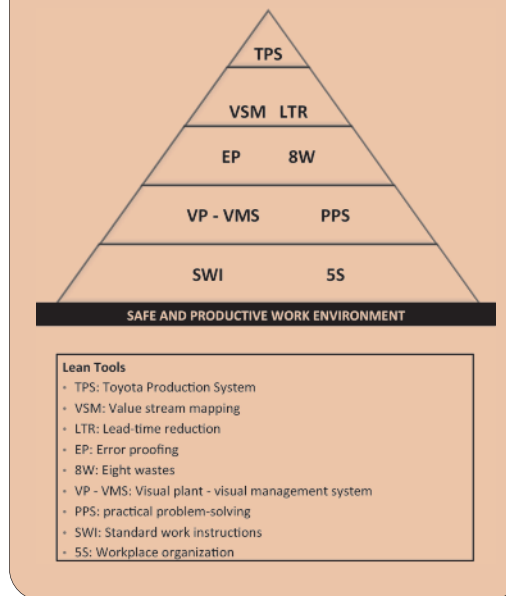 TPS
VSM LTR
EP 8W
VP - VMS PPS
SWI 5S
SAFE AND PRODUCTIVE WORK ENVIRONMENT
Lean Tools
• TPS: Toyota Production System
• VSM: Value stream mapping
• LTR: Lead-time reduction
• EP: Error proofing
• 8W: Eight wastes
• VP - VMS: Visual plant - visual management system
• PPS: practical problem-solving
• SWI: Standard work instructions
• 5S: Workplace organization